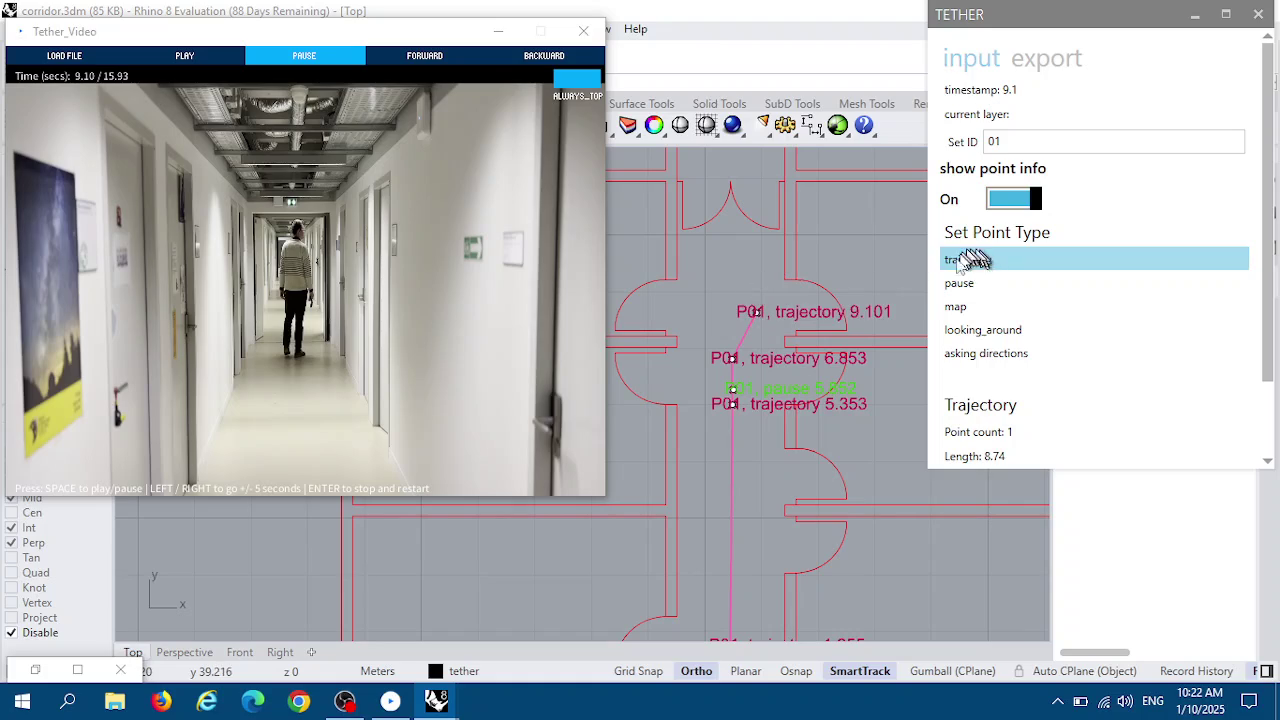 corridor.3dm (85 KB) - Rhino 8 Evaluation (88 Days Remaining) - [Top]
Tether_Video
Help
LOAD FILE
PLAY
PAUSE
FORWARD
BACKWARD
Time (secs): 9.10 / 15.93
ALWAYS_TOP
Press: SPACE to play/pause | LEFT / RIGHT to go +/- 5 seconds | ENTER to stop and restart
Surface Tools
Solid Tools
SubD Tools
Mesh Tools
TETHER
input export
timestamp: 9.1
current layer:
Set ID 01
show point info
On
Set Point Type
pause
map
looking_around
asking directions
Trajectory
Point count: 1
Length: 8.74
P01, trajectory 9.101
P01, trajectory 6.853
P01, pause 5.852
P01, trajectory 5.353
Mid
Cen
Int
Perp
Tan
Quad
Knot
Vertex
Project
Disable
y
x
Top
Perspective
Front
Right
y 39.216
z 0
Meters
tether
Grid Snap
Ortho
Planar
Osnap
SmartTrack
Gumball (CPlane)
Auto CPlane (Object)
Record History
ENG
10:22 AM
1/10/2025